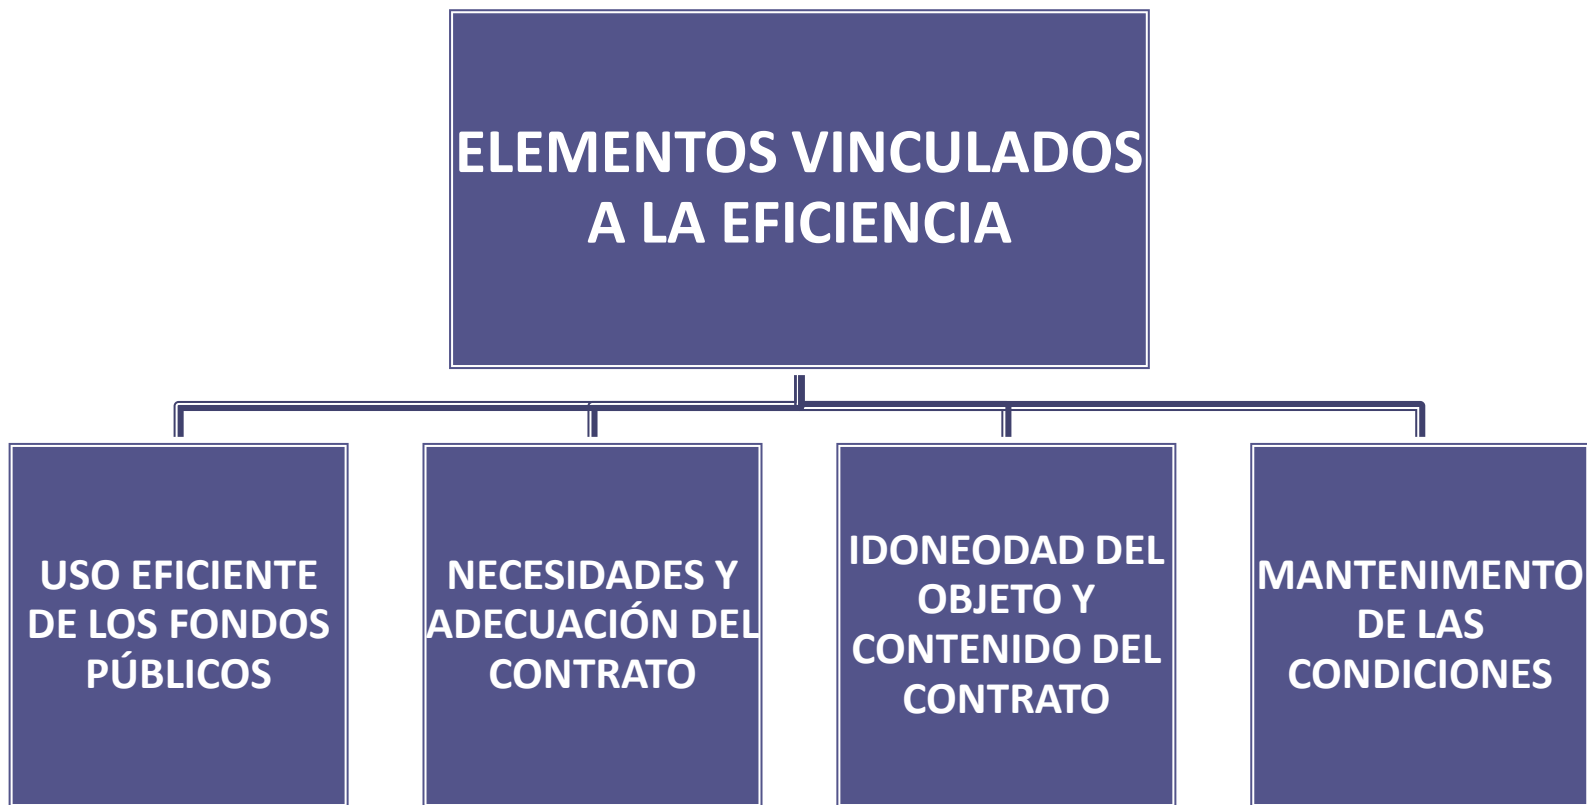 ELEMENTOS VINCULADOS
A LA EFICIENCIA
USO EFICIENTE
DE LOS FONDOS
PÚBLICOS
NECESIDADES Y
ADECUACIÓN DEL
CONTRATO
IDONEODAD DEL
OBJETO Y
CONTENIDO DEL
CONTRATO
MANTENIMENTO
DE LAS
CONDICIONES